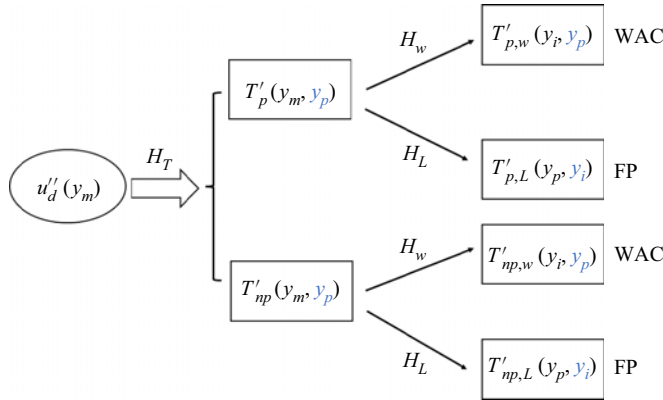 H_w
T'_{p,w}(y_i, y_p) WAC
T'_p(y_m, y_p)
H_T
H_L
T'_{p,L}(y_p, y_i) FP
u''_d(y_m)
H_w
T'_{np,w}(y_i, y_p) WAC
T'_{np}(y_m, y_p)
H_L
T'_{np,L}(y_p, y_i) FP